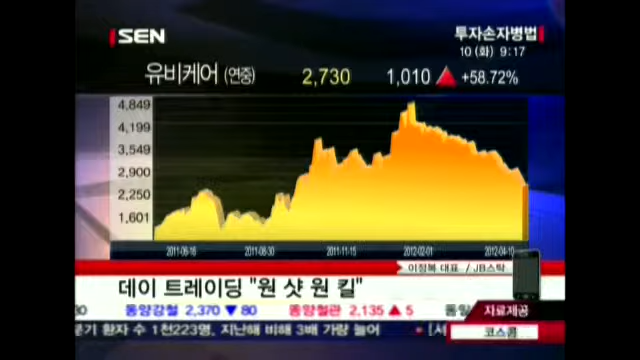 SEN
투자손자병법
10 (화) 9:17
유비케어 (연중) 2,730 1,010 ▲ +58.72%
4,849
4,199
3,549
2,900
2,250
1,601
2011-06-16 2011-08-30 2011-11-15 2012-02-01 2012-04-10
이정복 대표 / JB스탁
데이 트레이딩 "원 샷 원 킬"
동양강철 2,370 ▼ 80 동양철관 2,135 ▲ 5 동양
자료제공
분기 환자 수 1천223명, 지난해 비해 3배 가량 늘어 • [서
코스콤